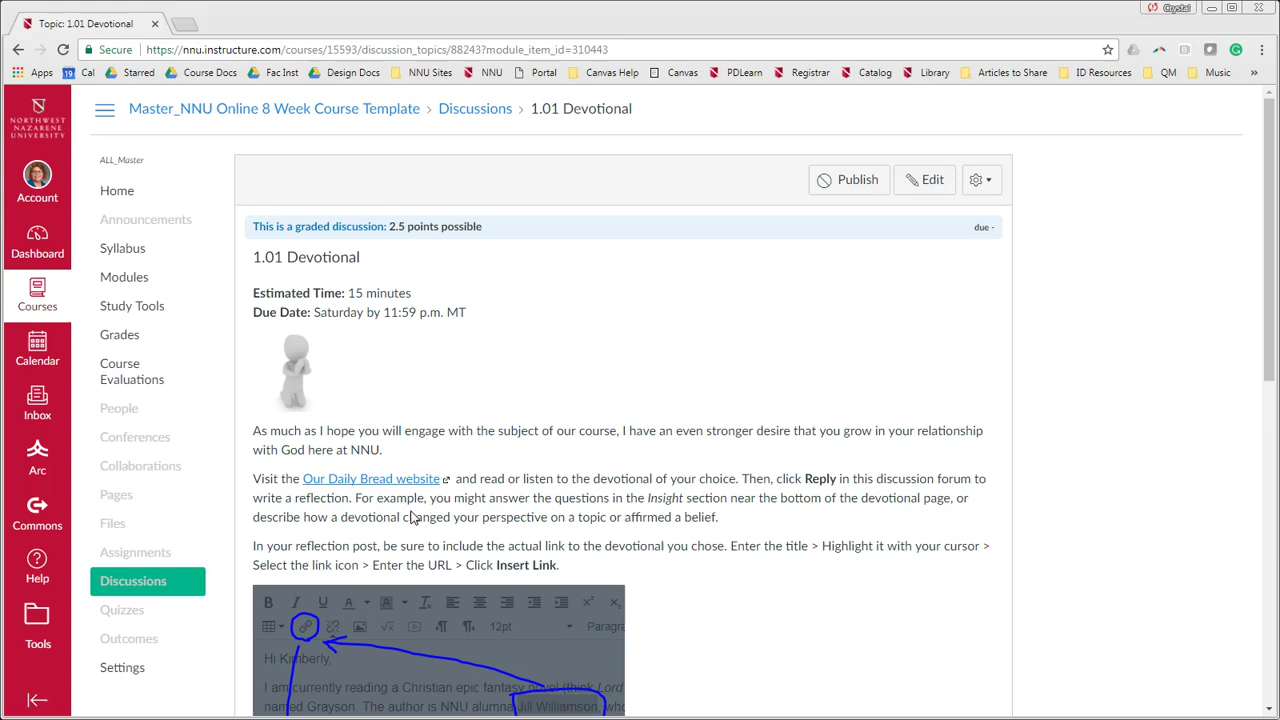 Topic: 1.01 Devotional
Crystal
Secure
https://nnu.instructure.com/courses/15593/discussion_topics/88243?module_item_id=310443
Apps 19 Cal Starred Course Docs Fac Inst Design Docs NNU Sites NNU Portal Canvas Help Canvas PDLearn Registrar Catalog Library Articles to Share ID Resources QM Music »
NORTHWEST
NAZARENE
UNIVERSITY
Account
Dashboard
Courses
Calendar
Inbox
Arc
Commons
Help
Tools
Master_NNU Online 8 Week Course Template > Discussions > 1.01 Devotional
ALL_Master
Home
Announcements
Syllabus
Modules
Study Tools
Grades
Course
Evaluations
People
Conferences
Collaborations
Pages
Files
Assignments
Discussions
Quizzes
Outcomes
Settings
Publish Edit
This is a graded discussion: 2.5 points possible due -
1.01 Devotional
Estimated Time: 15 minutes
Due Date: Saturday by 11:59 p.m. MT
As much as I hope you will engage with the subject of our course, I have an even stronger desire that you grow in your relationship
with God here at NNU.
Visit the Our Daily Bread website and read or listen to the devotional of your choice. Then, click Reply in this discussion forum to
write a reflection. For example, you might answer the questions in the Insight section near the bottom of the devotional page, or
describe how a devotional changed your perspective on a topic or affirmed a belief.
In your reflection post, be sure to include the actual link to the devotional you chose. Enter the title > Highlight it with your cursor >
Select the link icon > Enter the URL > Click Insert Link.
B I U A A
12pt Paragra
Hi Kimberly,
I am currently reading a Christian epic fantasy novel (think Lord
named Grayson. The author is NNU alumna Jill Williamson, who